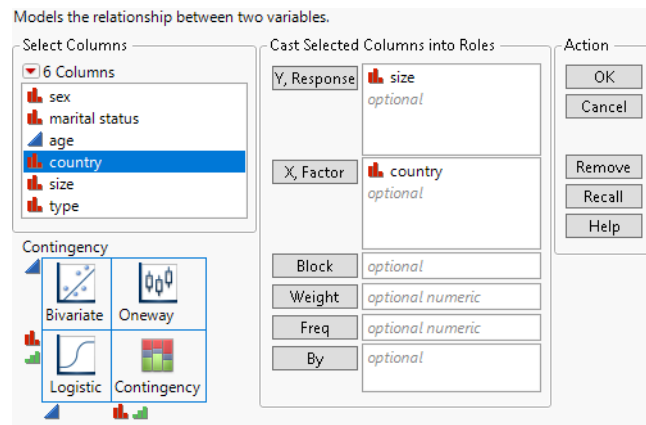 Models the relationship between two variables.
Select Columns
6 Columns
sex
marital status
age
country
size
type
Contingency
Bivariate
Oneway
Logistic
Contingency
Cast Selected Columns into Roles
Y, Response
size
optional
X, Factor
country
optional
Block
optional
Weight
optional numeric
Freq
optional numeric
By
optional
Action
OK
Cancel
Remove
Recall
Help